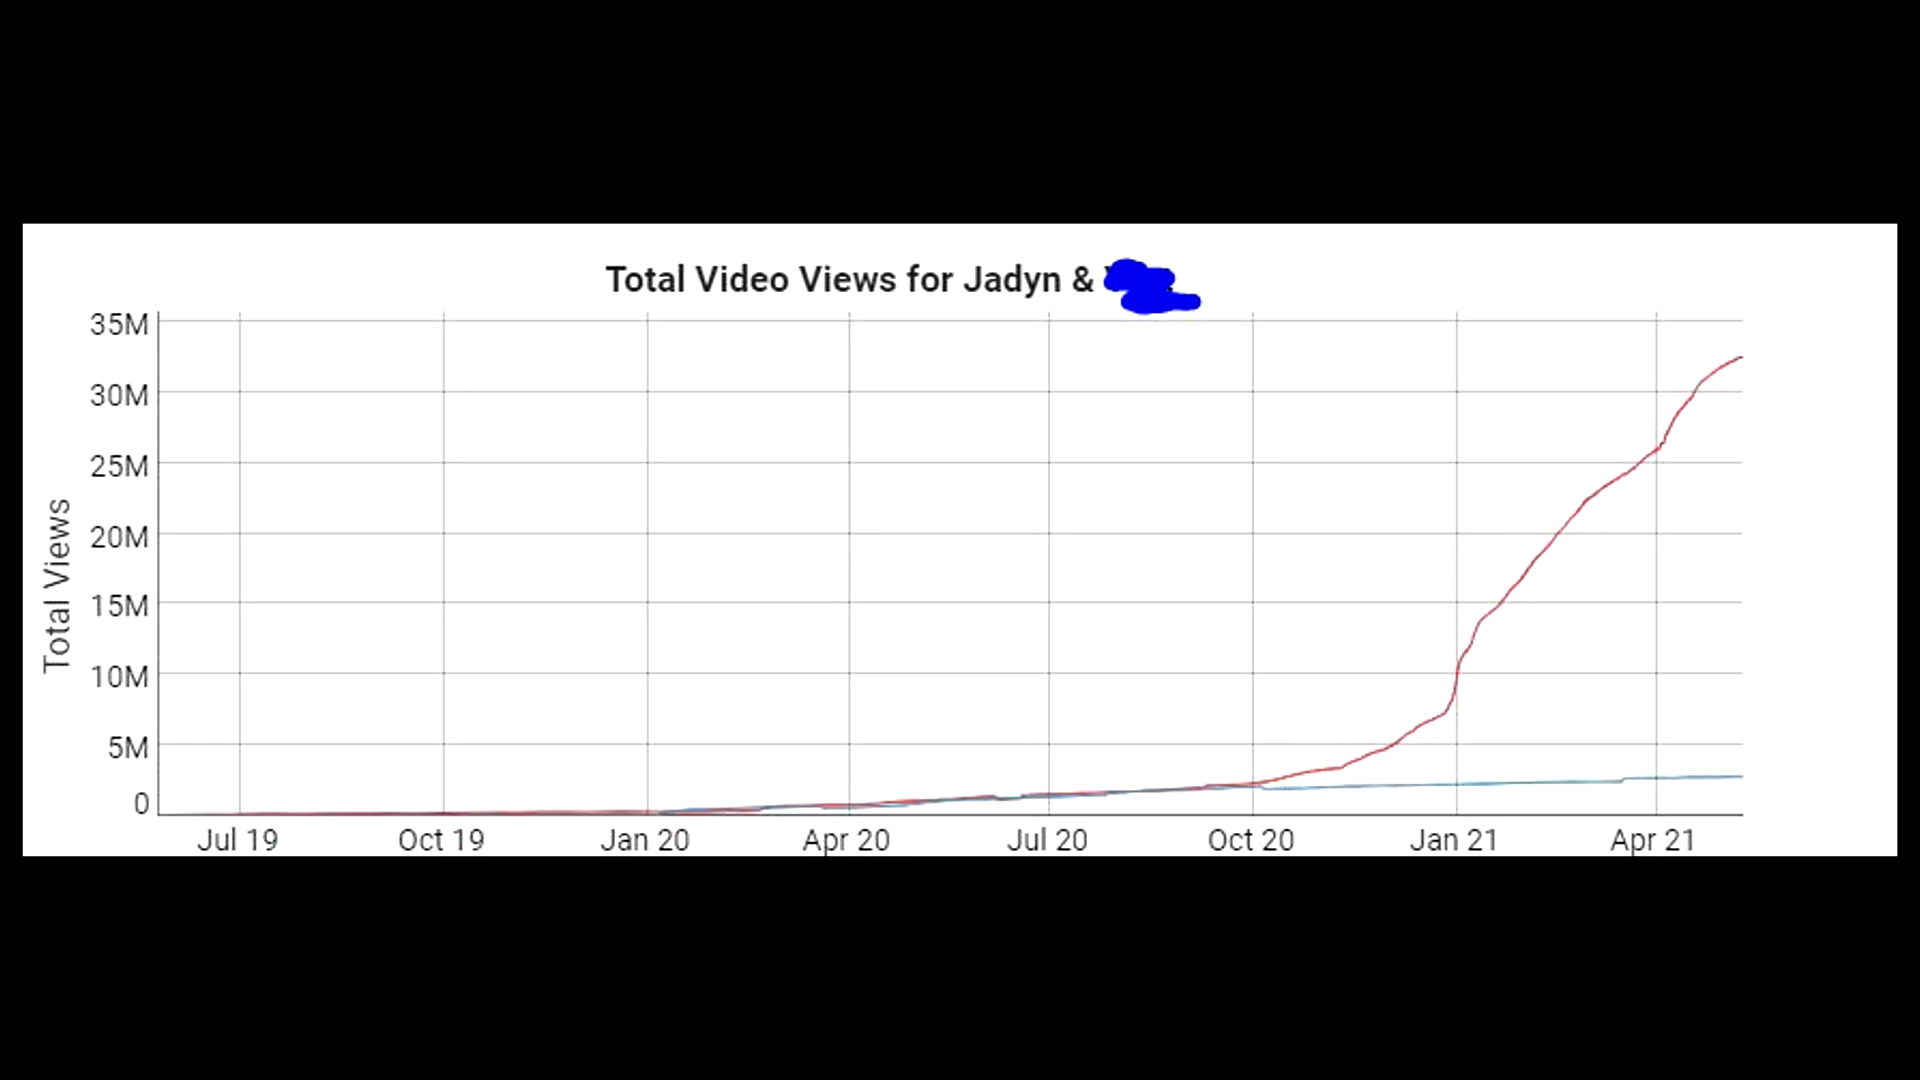 Total Video Views for Jadyn &
35M
30M
25M
20M
15M
10M
5M
0
Total Views
Jul 19
Oct 19
Jan 20
Apr 20
Jul 20
Oct 20
Jan 21
Apr 21